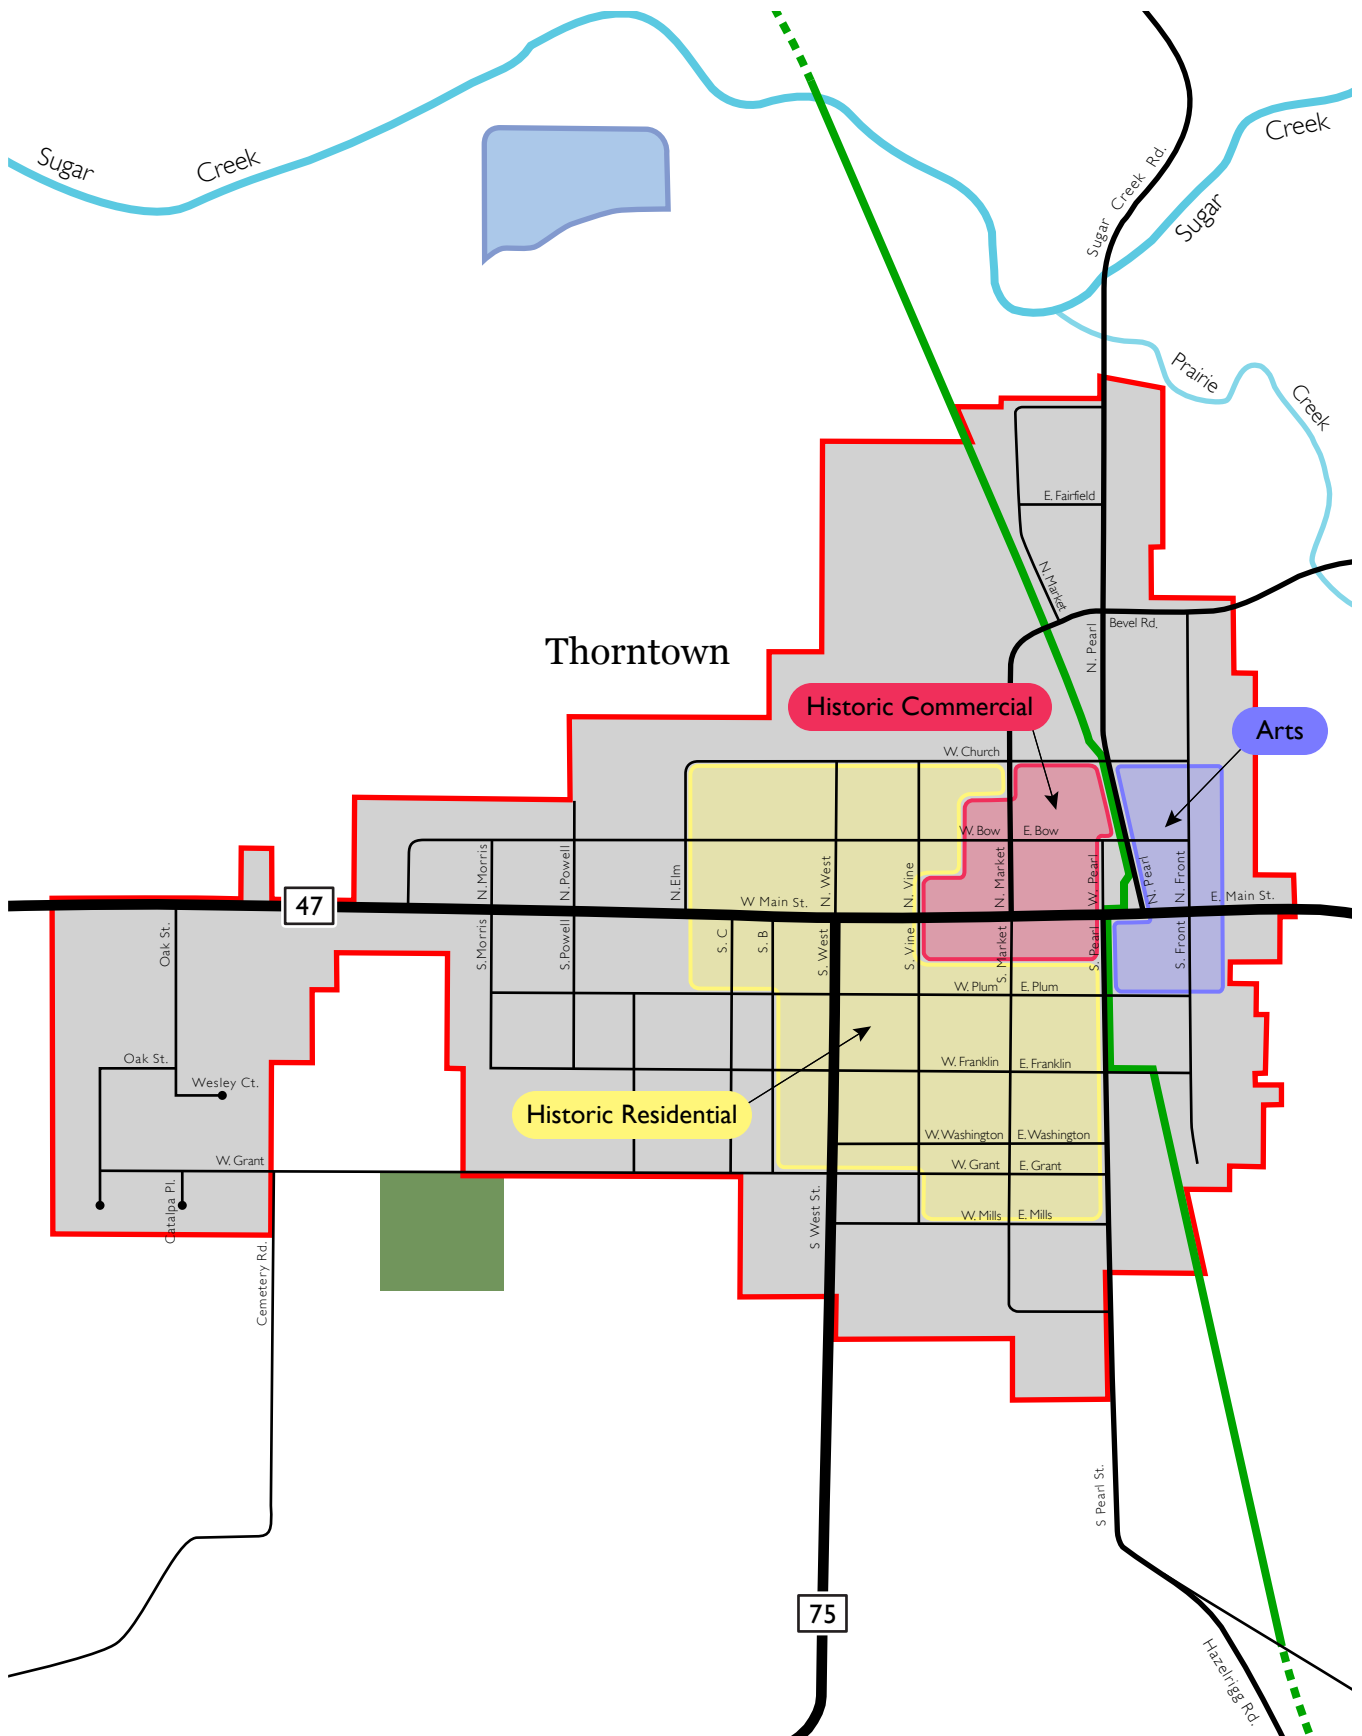 Sugar
Creek
Creek
Sugar
Sugar Creek Rd.
Prairie
Creek
E. Fairfield
N. Market
Bevel Rd.
N. Pearl
Thorntown
Historic Commercial
Arts
W. Church
W. Bow
E. Bow
N. Morris
N. Powell
N. Elm
N. West
N. Vine
N. Market
W. Pearl
N. Pearl
N. Front
47
W Main St.
E. Main St.
Oak St.
S. Morris
S. Powell
S. C
S. B
S. West
S. Vine
S. Market
S. Pearl
S. Front
W. Plum
E. Plum
Oak St.
Wesley Ct.
W. Franklin
E. Franklin
Historic Residential
W. Washington
E. Washington
W. Grant
W. Grant
E. Grant
Catalpa Pl.
S West St.
W. Mills
E. Mills
Cemetery Rd.
S Pearl St.
75
Hazelrigg Rd.